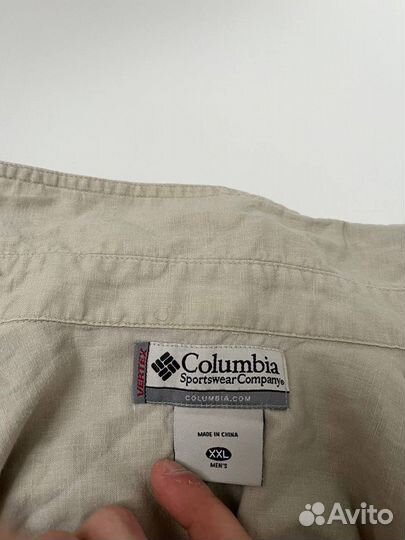 VERTEX
Columbia
Sportswear Company®
COLUMBIA.COM
MADE IN CHINA
XXL
MEN'S
Avito